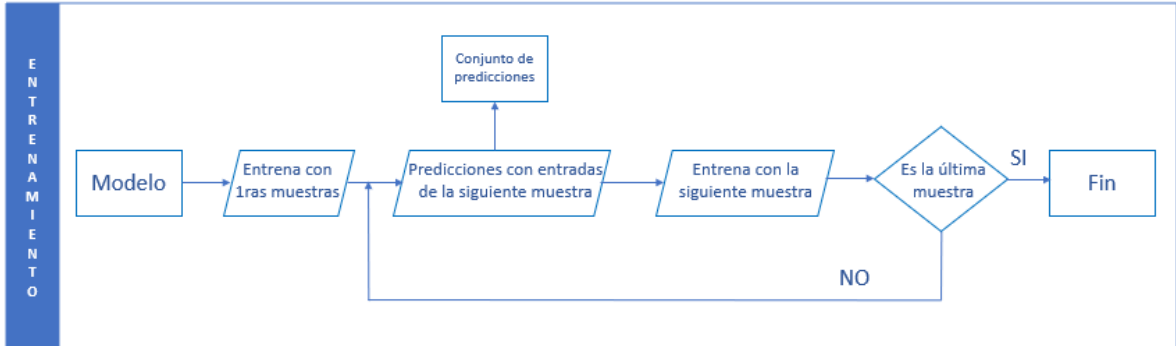 ENTRENAMIENTO
Modelo
Entrena con
1ras muestras
Conjunto de
predicciones
Predicciones con entradas
de la siguiente muestra
Entrena con la
siguiente muestra
Es la última
muestra
SI
Fin
NO